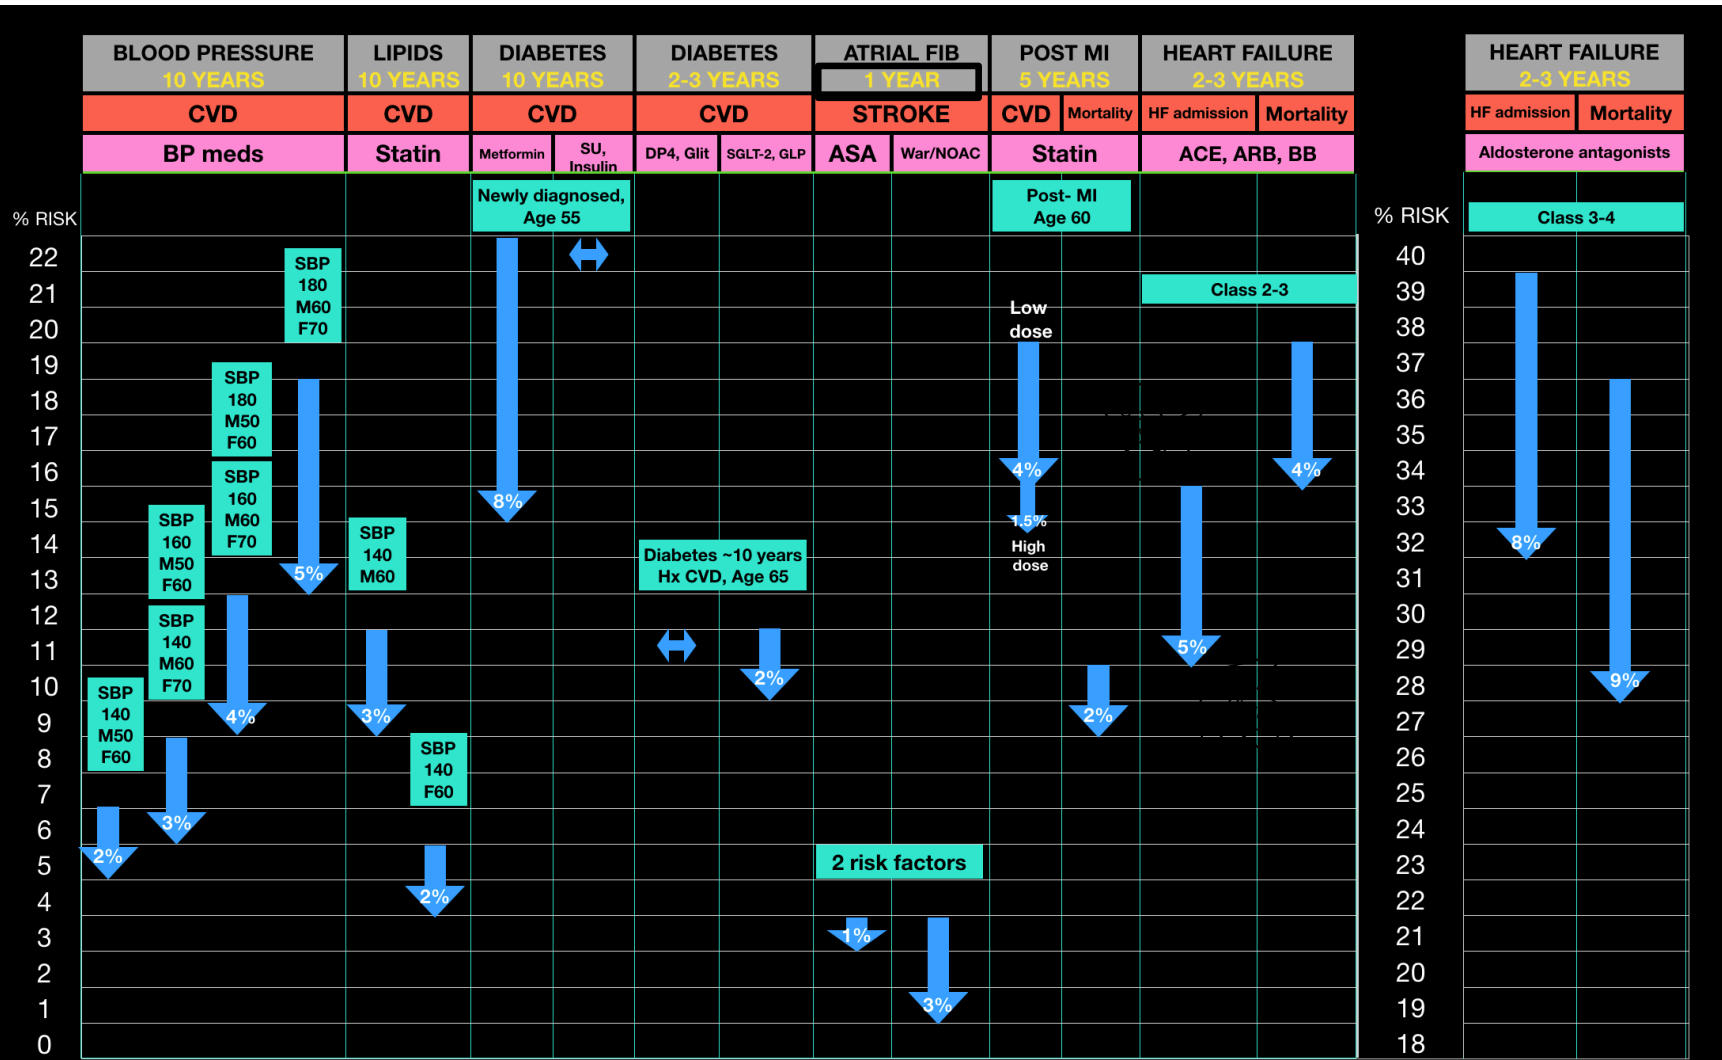 BLOOD PRESSURE
10 YEARS
LIPIDS
10 YEARS
DIABETES
10 YEARS
DIABETES
2-3 YEARS
ATRIAL FIB
1 YEAR
POST MI
5 YEARS
HEART FAILURE
2-3 YEARS
HEART FAILURE
2-3 YEARS
CVD
CVD
CVD
CVD
STROKE
CVD
Mortality
HF admission
Mortality
HF admission
Mortality
BP meds
Statin
Metformin
SU,
Insulin
DP4, Glit
SGLT-2, GLP
ASA
War/NOAC
Statin
ACE, ARB, BB
Aldosterone antagonists
% RISK
22
21
20
19
18
17
16
15
14
13
12
11
10
9
8
7
6
5
4
3
2
1
0
SBP
140
M50
F60
2%
SBP
160
M50
F60
SBP
140
M60
F70
3%
SBP
180
M50
F60
SBP
160
M60
F70
4%
SBP
180
M60
F70
5%
SBP
140
M60
3%
SBP
140
F60
2%
Newly diagnosed,
Age 55
8%
Diabetes ~10 years
Hx CVD, Age 65
2%
2 risk factors
1%
3%
Post- MI
Age 60
Low
dose
4%
1.5%
High
dose
2%
Class 2-3
5%
4%
% RISK
40
39
38
37
36
35
34
33
32
31
30
29
28
27
26
25
24
23
22
21
20
19
18
Class 3-4
8%
9%